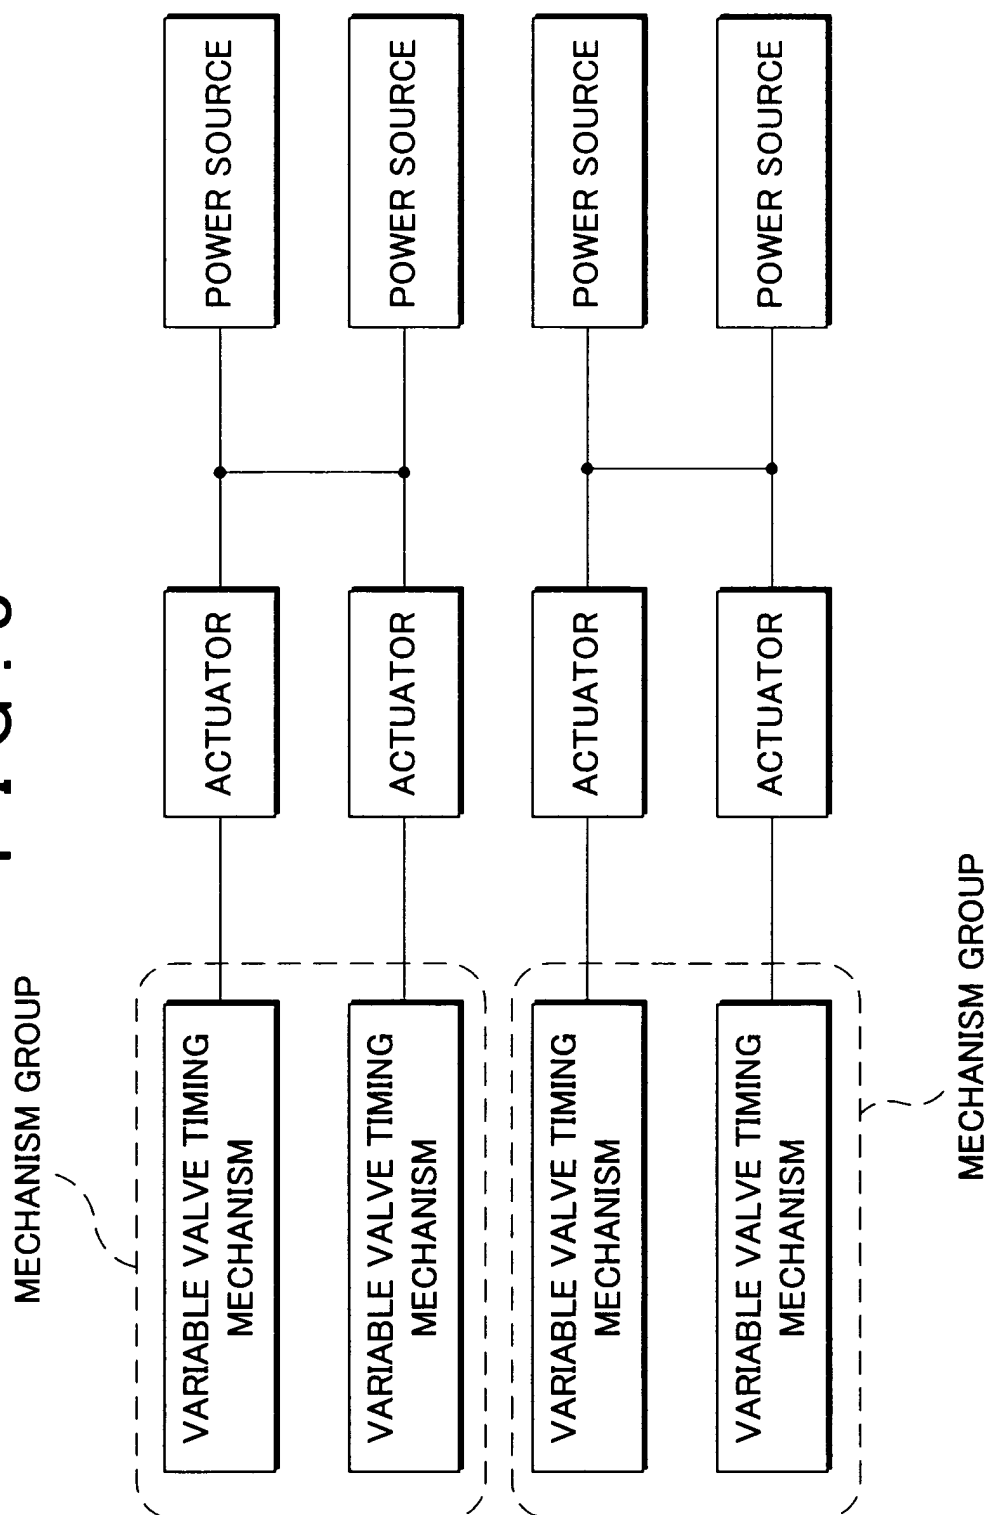 MECHANISM GROUP
VARIABLE VALVE TIMING
MECHANISM
ACTUATOR
POWER SOURCE
VARIABLE VALVE TIMING
MECHANISM
ACTUATOR
POWER SOURCE
VARIABLE VALVE TIMING
MECHANISM
ACTUATOR
POWER SOURCE
VARIABLE VALVE TIMING
MECHANISM
ACTUATOR
POWER SOURCE
MECHANISM GROUP